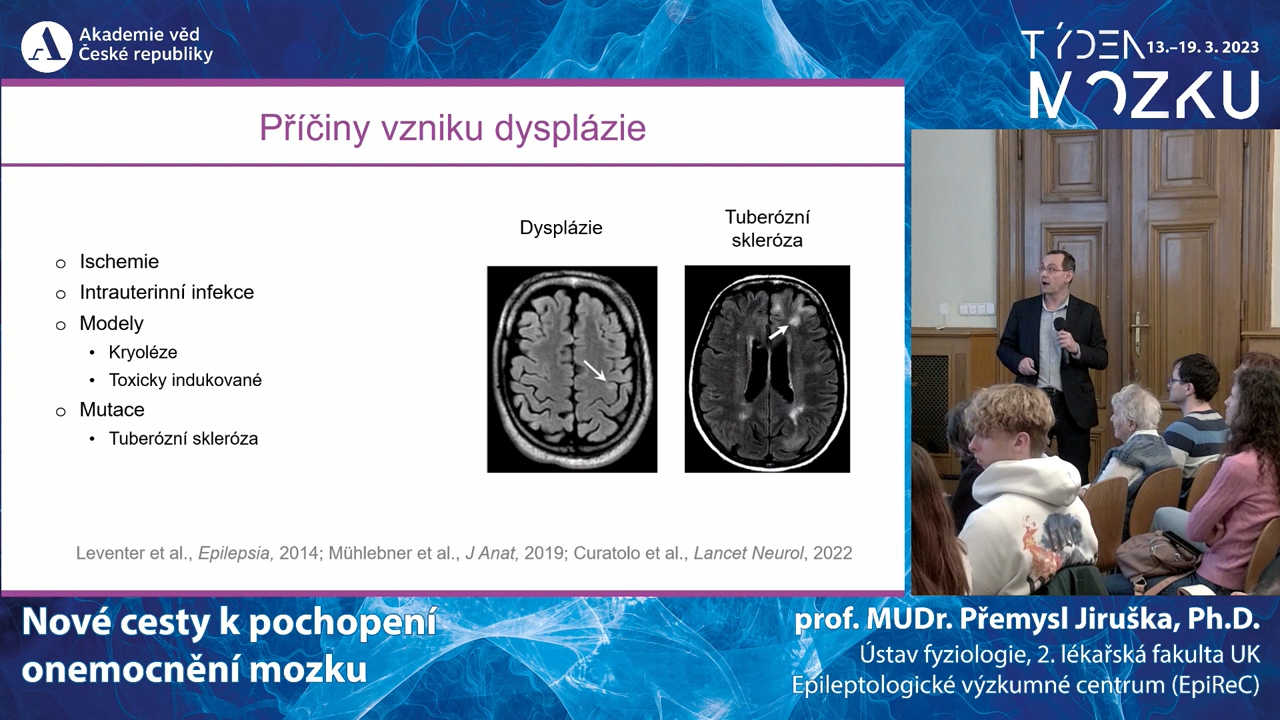 Akademie věd
České republiky
TÝDEN 13.–19. 3. 2023
MOZKU
Příčiny vzniku dysplázie
Dysplázie
Tuberózní
skleróza
o Ischemie
o Intrauterinní infekce
o Modely
• Kryoléze
• Toxicky indukované
o Mutace
• Tuberózní skleróza
Leventer et al., Epilepsia, 2014; Mühlebner et al., J Anat, 2019; Curatolo et al., Lancet Neurol, 2022
Nové cesty k pochopení
onemocnění mozku
prof. MUDr. Přemysl Jiruška, Ph.D.
Ústav fyziologie, 2. lékařská fakulta UK
Epileptologické výzkumné centrum (EpiReC)